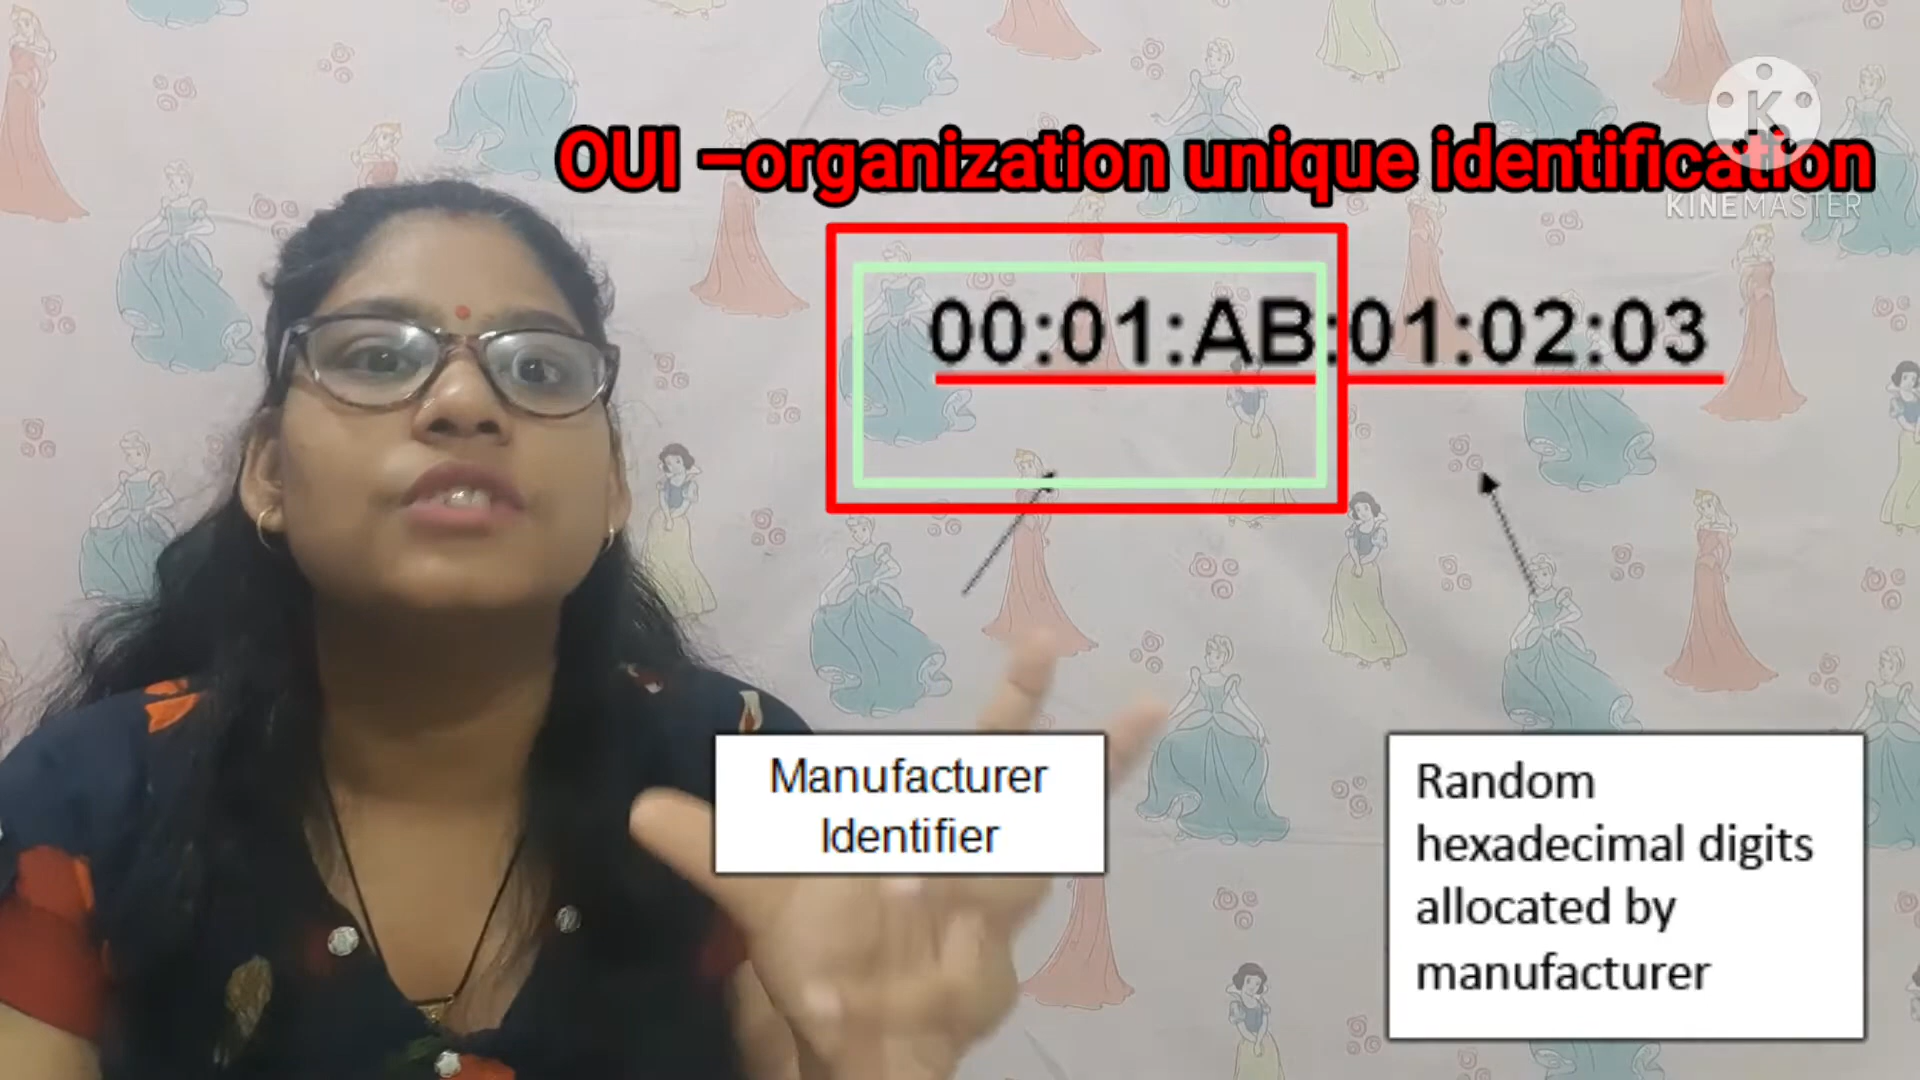 OUI –organization unique identification
K
KINEMASTER
00:01:AB:01:02:03
Manufacturer
Identifier
Random
hexadecimal digits
allocated by
manufacturer